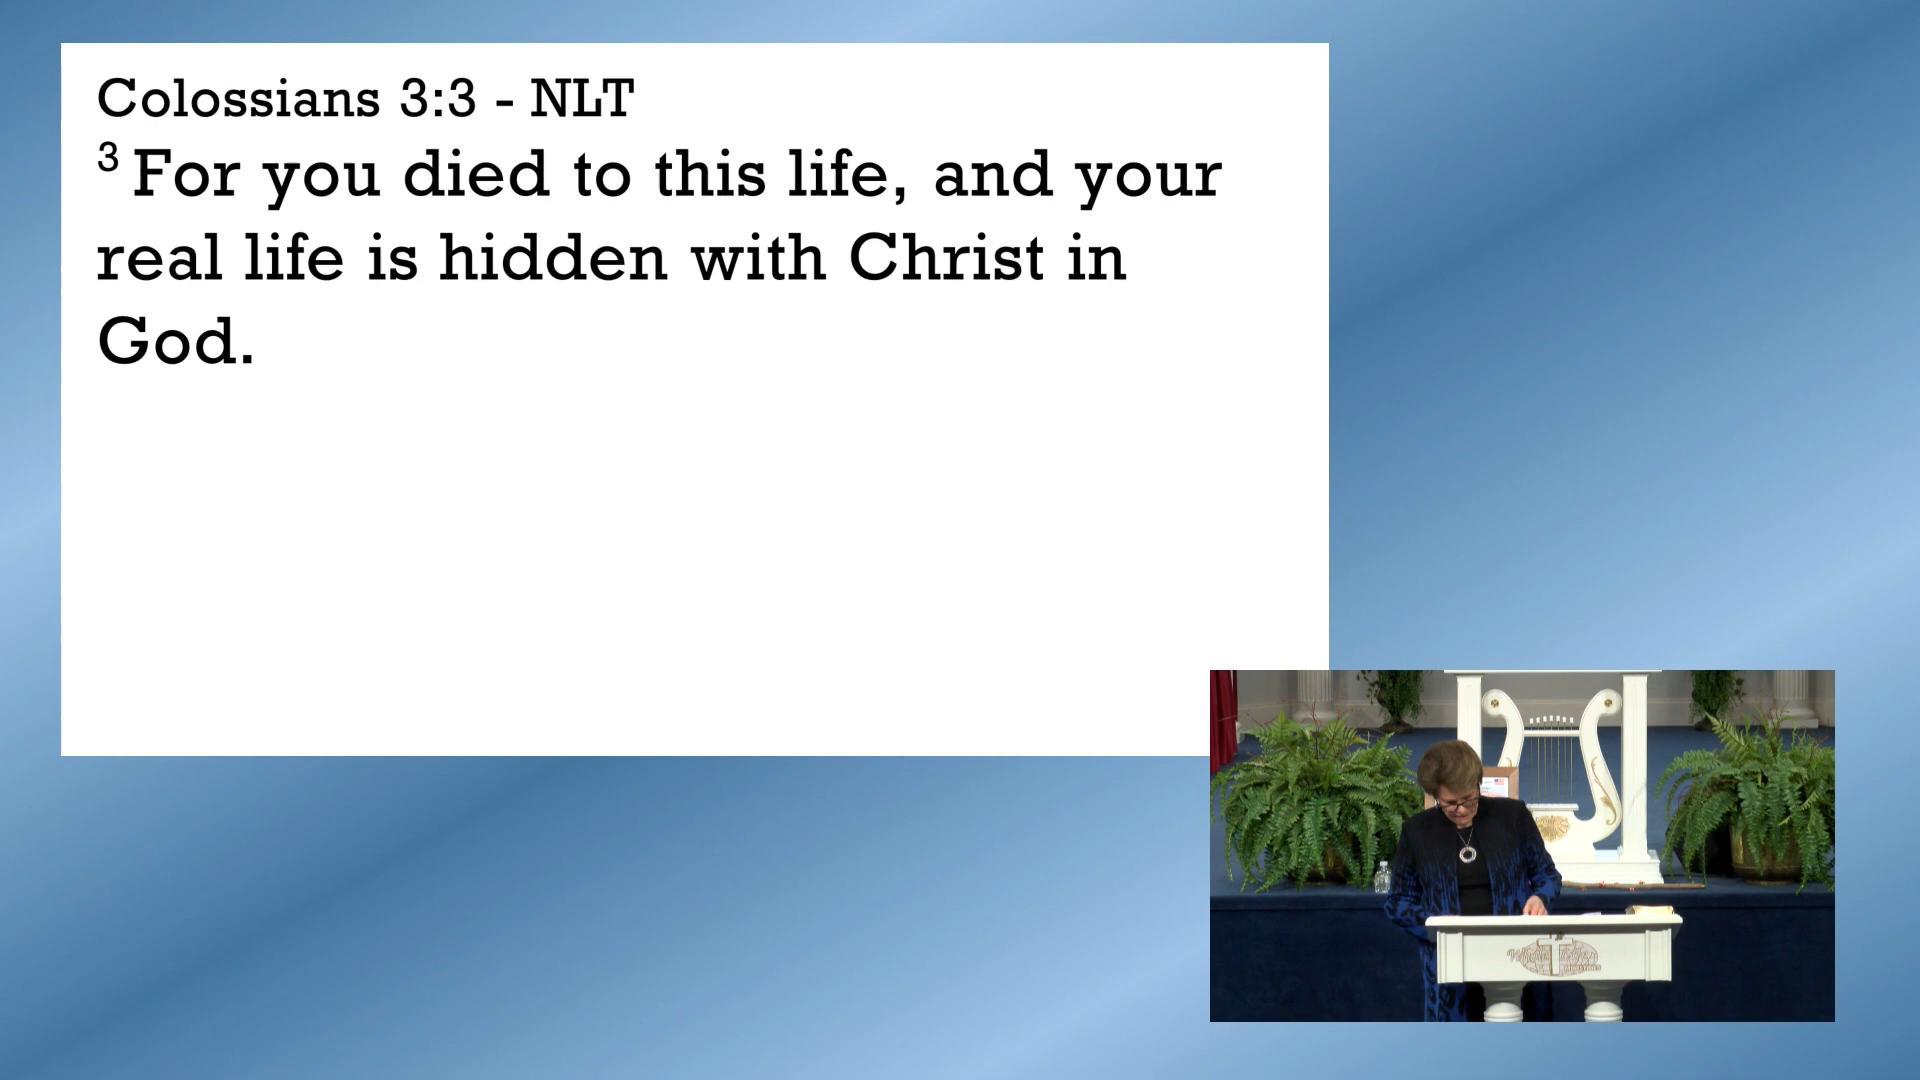 Colossians 3:3 - NLT
3 For you died to this life, and your
real life is hidden with Christ in
God.